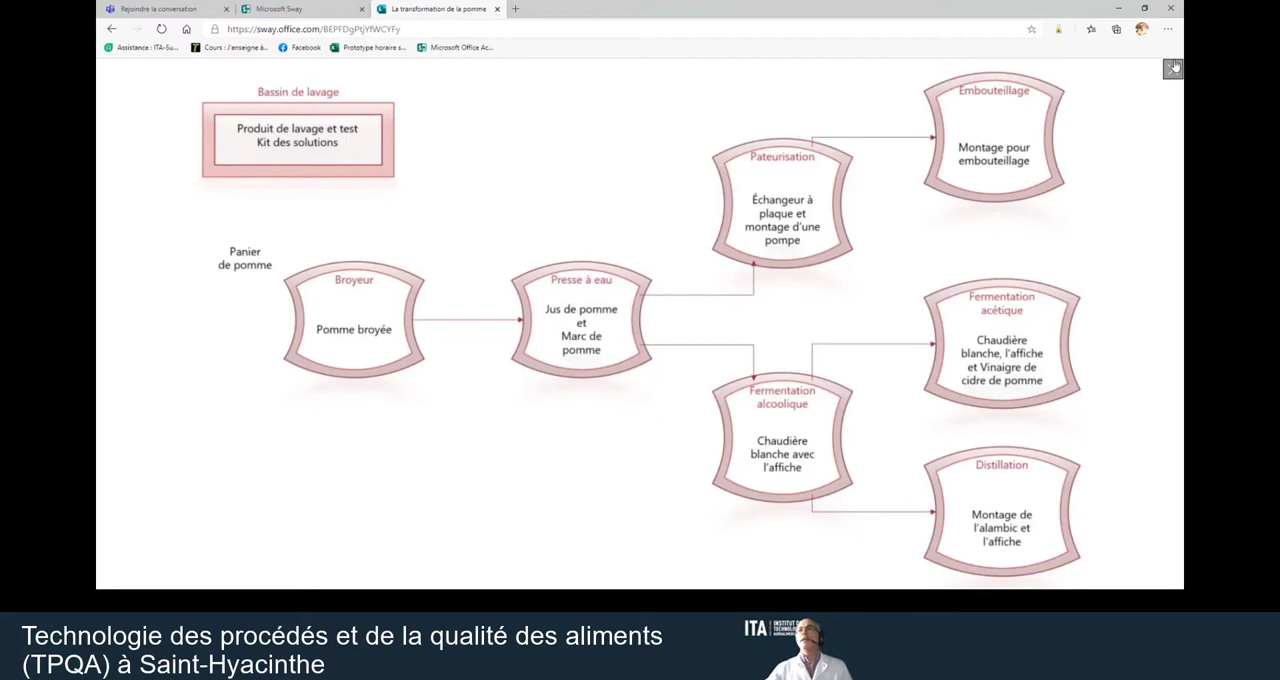 Rejoindre la conversation
Microsoft Sway
La transformation de la pomme
https://sway.office.com/BEPFDgPtjYfWCYFy
Assistance : ITA-Su...
Cours : J'enseigne à...
Facebook
Prototype horaire s...
Microsoft Office Ac...
Bassin de lavage
Produit de lavage et test
Kit des solutions
Panier
de pomme
Broyeur
Pomme broyée
Presse à eau
Jus de pomme
et
Marc de
pomme
Pateurisation
Échangeur à
plaque et
montage d'une
pompe
Embouteillage
Montage pour
embouteillage
Fermentation
alcoolique
Chaudière
blanche avec
l'affiche
Fermentation
acétique
Chaudière
blanche, l'affiche
et Vinaigre de
cidre de pomme
Distillation
Montage de
l'alambic et
l'affiche
Technologie des procédés et de la qualité des aliments
(TPQA) à Saint-Hyacinthe
ITA